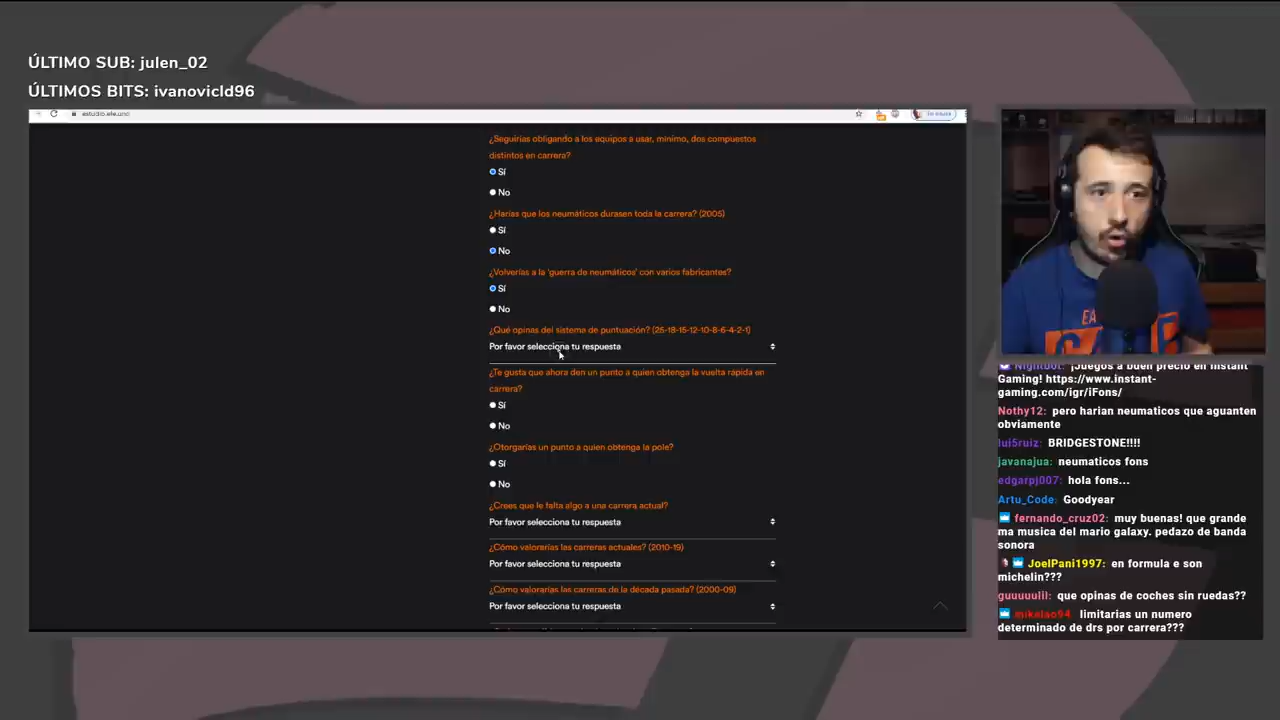 ÚLTIMO SUB: julen_02
ÚLTIMOS BITS: ivanovicld96
estudio.efe.uno
¿Seguirías obligando a los equipos a usar, mínimo, dos compuestos
distintos en carrera?
Sí
No
¿Harías que los neumáticos durasen toda la carrera? (2005)
Sí
No
¿Volverías a la 'guerra de neumáticos' con varios fabricantes?
Sí
No
¿Qué opinas del sistema de puntuación? (25-18-15-12-10-8-6-4-2-1)
Por favor selecciona tu respuesta
¿Te gusta que ahora den un punto a quien obtenga la vuelta rápida en
carrera?
Sí
No
¿Otorgarías un punto a quien obtenga la pole?
Sí
No
¿Crees que le falta algo a una carrera actual?
Por favor selecciona tu respuesta
¿Cómo valorarías las carreras actuales? (2010-19)
Por favor selecciona tu respuesta
¿Cómo valorarías las carreras de la década pasada? (2000-09)
Por favor selecciona tu respuesta
Nightbot: ¡Juegos a buen precio en Instant
Gaming! https://www.instant-
gaming.com/igr/iFons/
Nothy12: pero harian neumaticos que aguanten
obviamente
lui5ruiz: BRIDGESTONE!!!!
javanajua: neumaticos fons
edgarpj007: hola fons...
Artu_Code: Goodyear
fernando_cruz02: muy buenas! que grande
ma musica del mario galaxy. pedazo de banda
sonora
JoelPani1997: en formula e son
michelin???
guuuuulil: que opinas de coches sin ruedas??
mikelao94: limitarias un numero
determinado de drs por carrera???